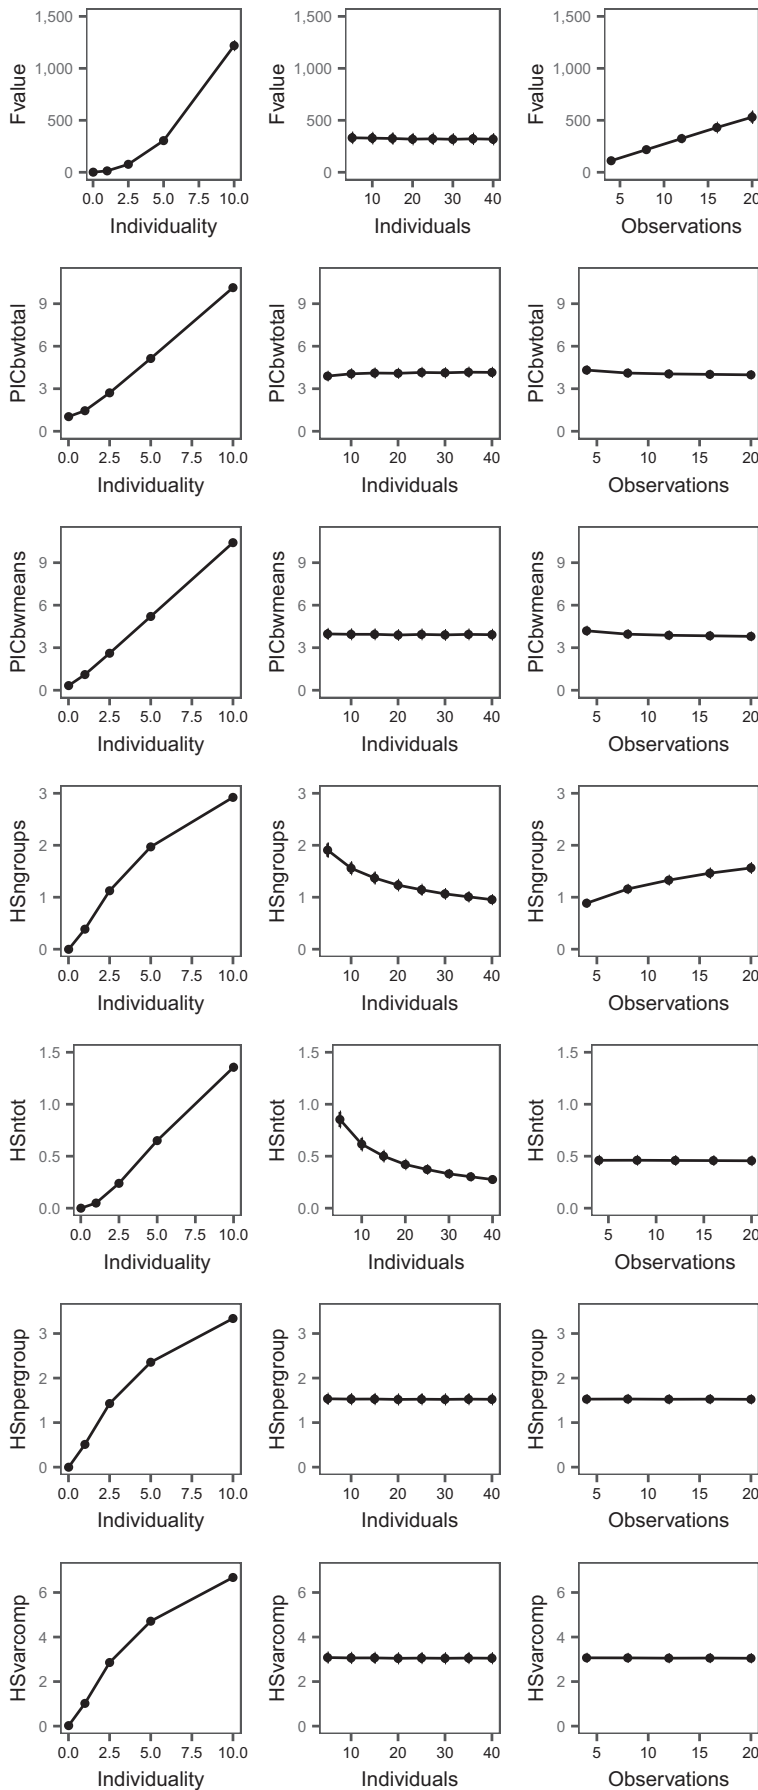 1,500
1,000
500
0
Fvalue
0.0 2.5 5.0 7.5 10.0
Individuality
1,500
1,000
500
0
Fvalue
10 20 30 40
Individuals
1,500
1,000
500
0
Fvalue
5 10 15 20
Observations
9
6
3
0
PICbwtotal
0.0 2.5 5.0 7.5 10.0
Individuality
9
6
3
0
PICbwtotal
10 20 30 40
Individuals
9
6
3
0
PICbwtotal
5 10 15 20
Observations
9
6
3
0
PICbwmeans
0.0 2.5 5.0 7.5 10.0
Individuality
9
6
3
0
PICbwmeans
10 20 30 40
Individuals
9
6
3
0
PICbwmeans
5 10 15 20
Observations
3
2
1
0
HSngroups
0.0 2.5 5.0 7.5 10.0
Individuality
3
2
1
0
HSngroups
10 20 30 40
Individuals
3
2
1
0
HSngroups
5 10 15 20
Observations
1.5
1.0
0.5
0.0
HSntot
0.0 2.5 5.0 7.5 10.0
Individuality
1.5
1.0
0.5
0.0
HSntot
10 20 30 40
Individuals
1.5
1.0
0.5
0.0
HSntot
5 10 15 20
Observations
3
2
1
0
HSnpergroup
0.0 2.5 5.0 7.5 10.0
Individuality
3
2
1
0
HSnpergroup
10 20 30 40
Individuals
3
2
1
0
HSnpergroup
5 10 15 20
Observations
6
4
2
0
HSvarcomp
0.0 2.5 5.0 7.5 10.0
Individuality
6
4
2
0
HSvarcomp
10 20 30 40
Individuals
6
4
2
0
HSvarcomp
5 10 15 20
Observations